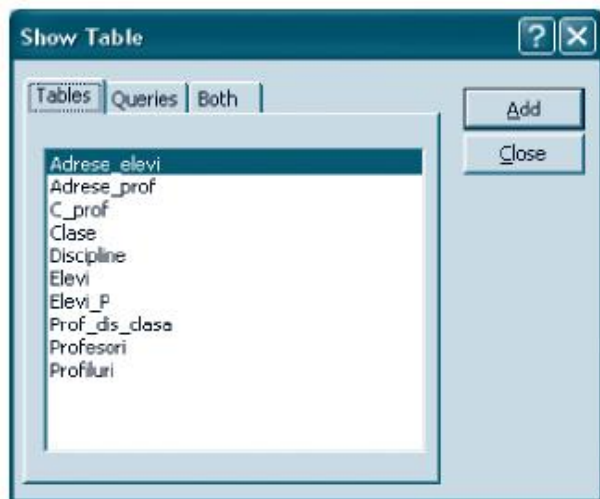 Show Table
Tables Queries Both
Add
Close
Adrese_elevi
Adrese_prof
C_prof
Clase
Discipline
Elevi
Elevi_P
Prof_dis_clasa
Profesori
Profiluri